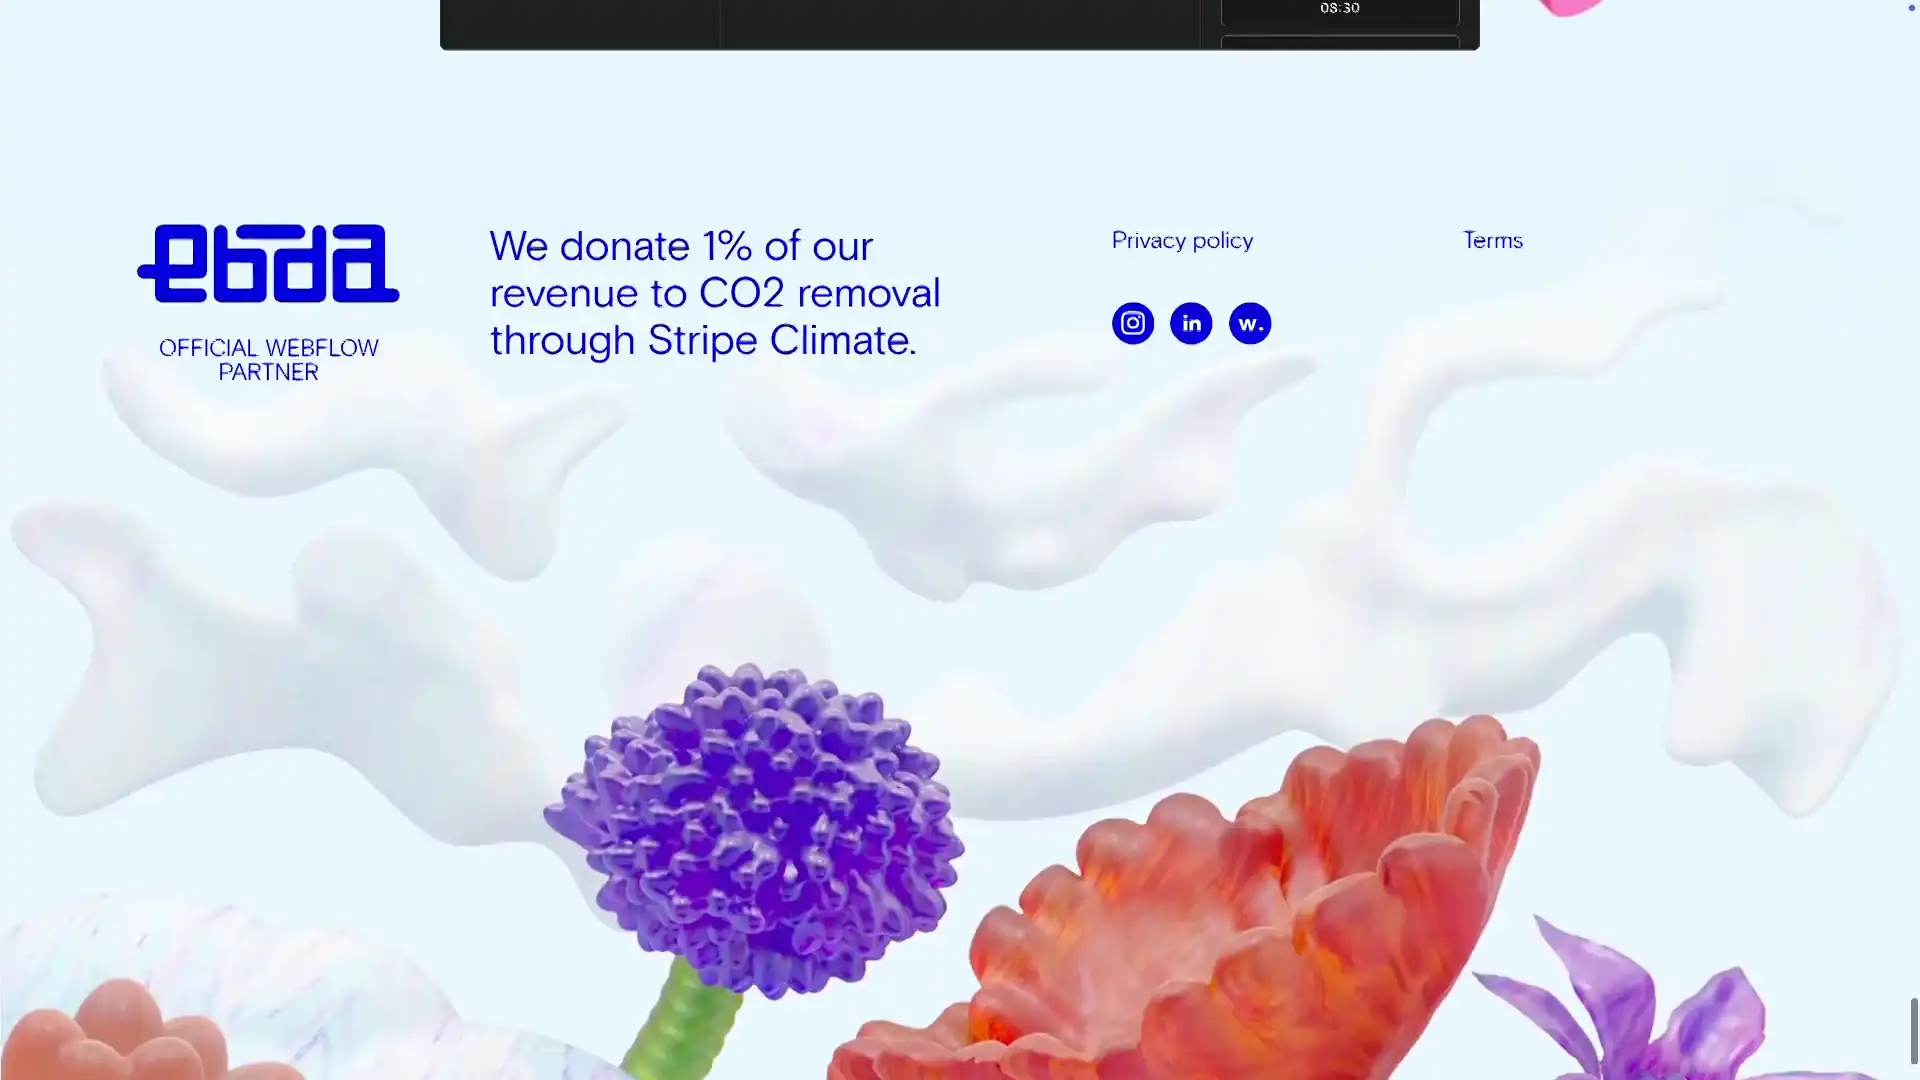 08:30
ebda
OFFICIAL WEBFLOW
PARTNER
We donate 1% of our
revenue to CO2 removal
through Stripe Climate.
Privacy policy
Terms
in
w.